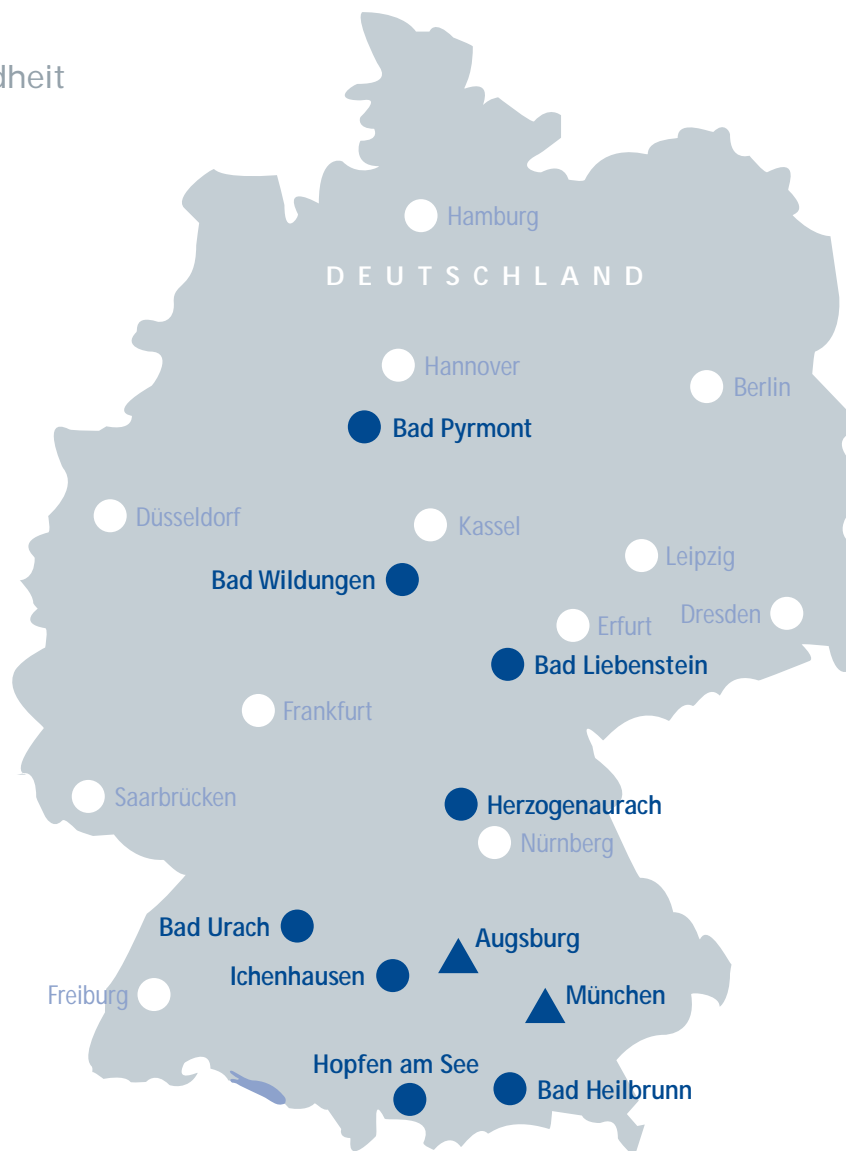 dheit
Hamburg
DEUTSCHLAND
Hannover
Berlin
Bad Pyrmont
Düsseldorf
Kassel
Leipzig
Bad Wildungen
Dresden
Erfurt
Bad Liebenstein
Frankfurt
Saarbrücken
Herzogenaurach
Nürnberg
Bad Urach
Augsburg
Ichenhausen
Freiburg
München
Hopfen am See
Bad Heilbrunn